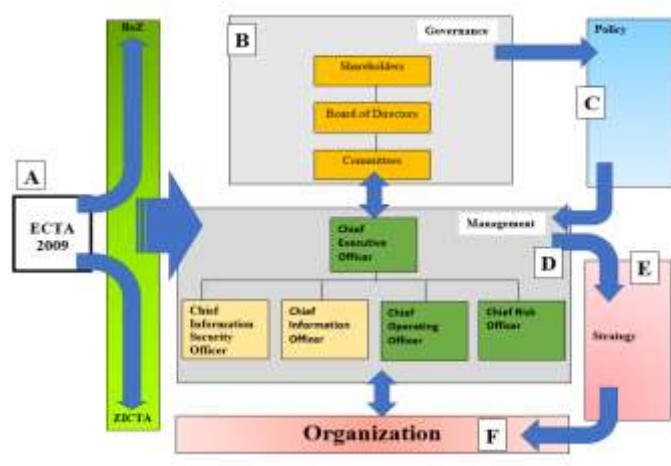 BoZ
B
Governance
Policy
Shareholders
Board of Directors
C
Committees
A
ECTA
2009
Management
Chief
Executive
Officer
D
E
Chief
Information
Security
Officer
Chief
Information
Officer
Chief
Operating
Officer
Chief Risk
Officer
Strategy
ZICTA
Organization
F